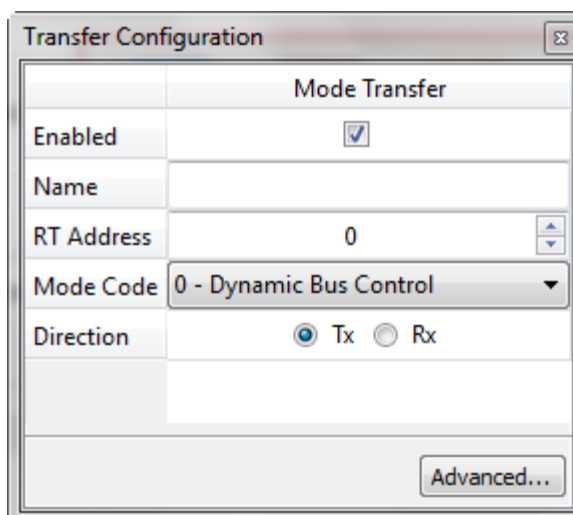 Transfer Configuration
Mode Transfer
Enabled
Name
RT Address 0
Mode Code 0 - Dynamic Bus Control
Direction Tx Rx
Advanced...